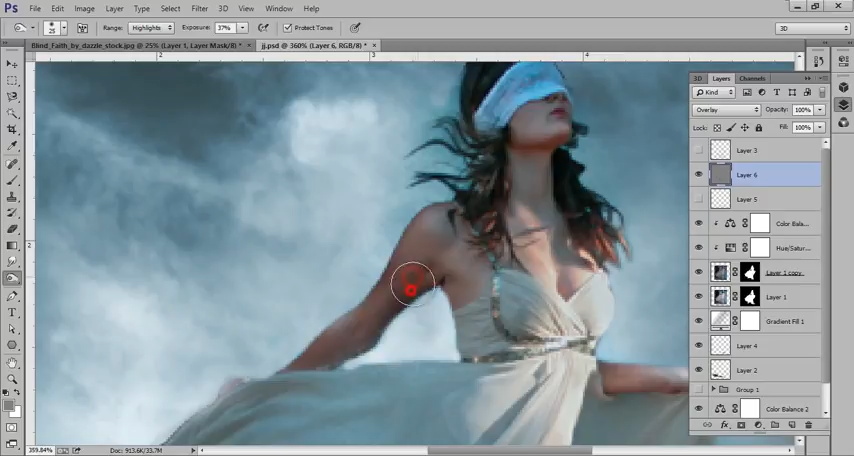 Ps File Edit Image Layer Type Select Filter 3D View Window Help
25 Range: Highlights Exposure: 37% Protect Tones 3D
Blind_Faith_by_dazzle_stock.jpg @ 25% (Layer 1, Layer Mask/8) * × jj.psd @ 360% (Layer 6, RGB/8) * ×
2 3 4
3D Layers Channels
Kind
Overlay Opacity: 100%
Lock: Fill: 100%
Layer 3
Layer 6
Layer 5
Color Bala...
Hue/Satur...
Layer 1 copy
Layer 1
Gradient Fill 1
Layer 4
Layer 2
Group 1
Color Balance 2
359.84% Doc: 913.6K/33.7M